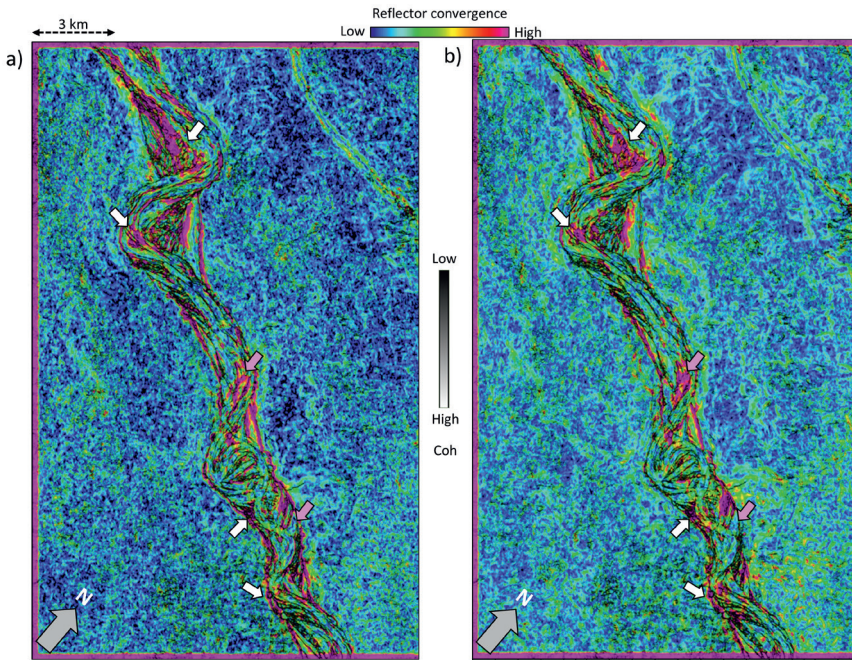 Reflector convergence
3 km
Low High
a)
b)
Low
High
Coh
N
N